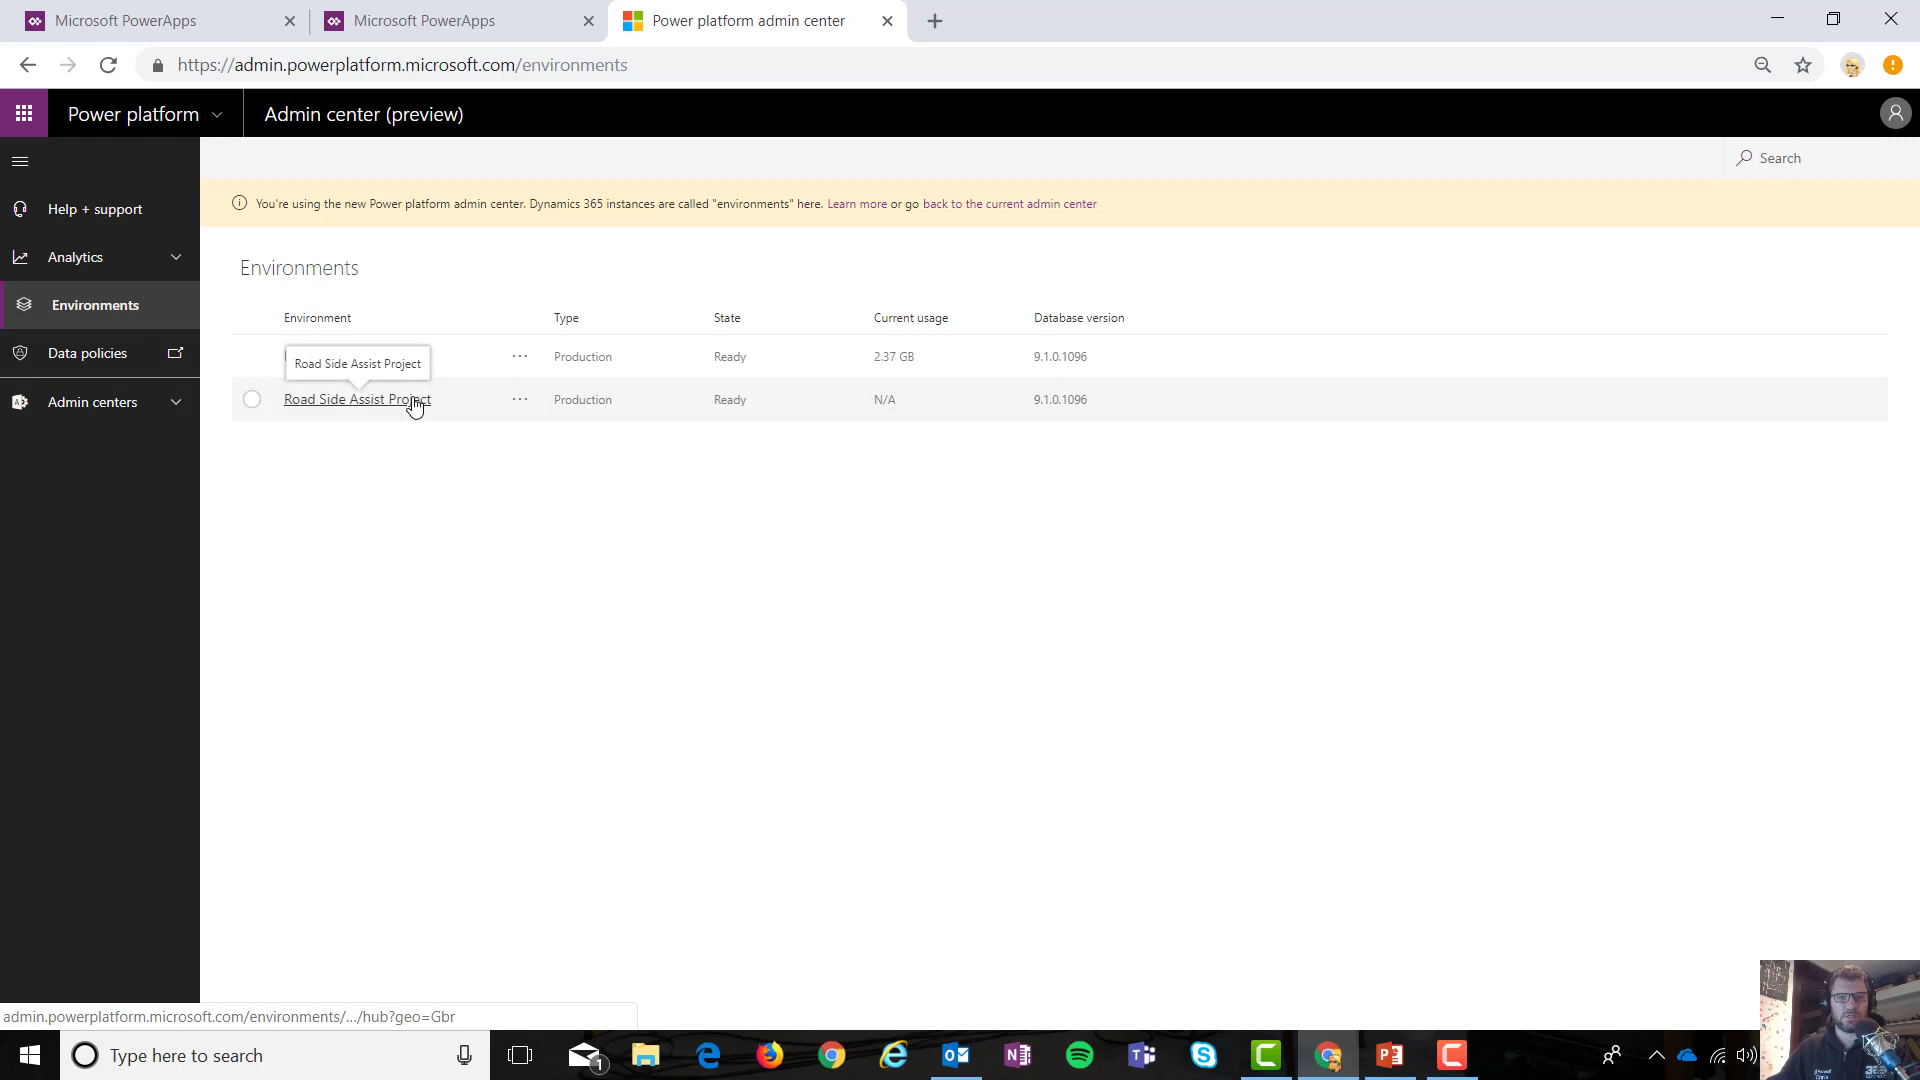 Microsoft PowerApps
Microsoft PowerApps
Power platform admin center
https://admin.powerplatform.microsoft.com/environments
Power platform
Admin center (preview)
Search
Help + support
Analytics
Environments
Data policies
Admin centers
You're using the new Power platform admin center. Dynamics 365 instances are called "environments" here. Learn more or go back to the current admin center
Environments
Environment Type State Current usage Database version
Production Ready 2.37 GB 9.1.0.1096
Road Side Assist Project
Road Side Assist Project ··· Production Ready N/A 9.1.0.1096
admin.powerplatform.microsoft.com/environments/.../hub?geo=Gbr
Type here to search
1